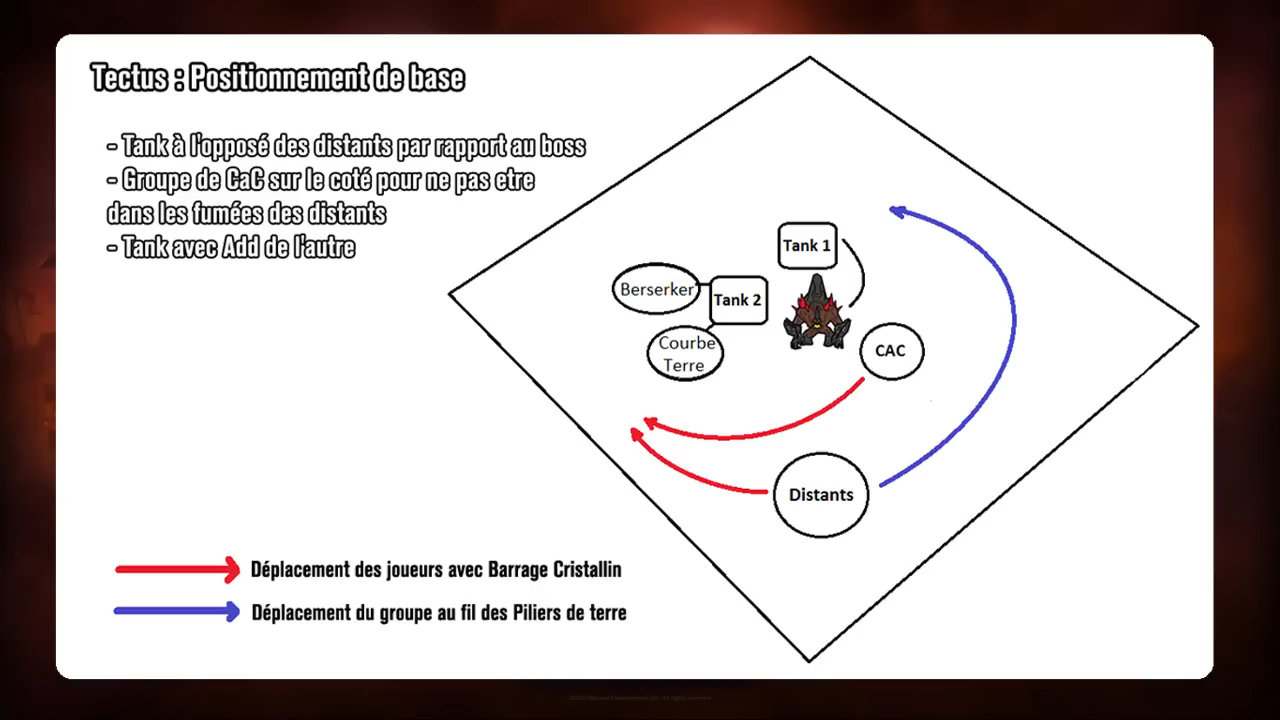 Tectus : Positionnement de base
- Tank à l'opposé des distants par rapport au boss
- Groupe de CaC sur le coté pour ne pas etre
dans les fumées des distants
- Tank avec Add de l'autre
Tank 1
Berserker
Tank 2
Courbe
Terre
CAC
Distants
Déplacement des joueurs avec Barrage Cristallin
Déplacement du groupe au fil des Piliers de terre